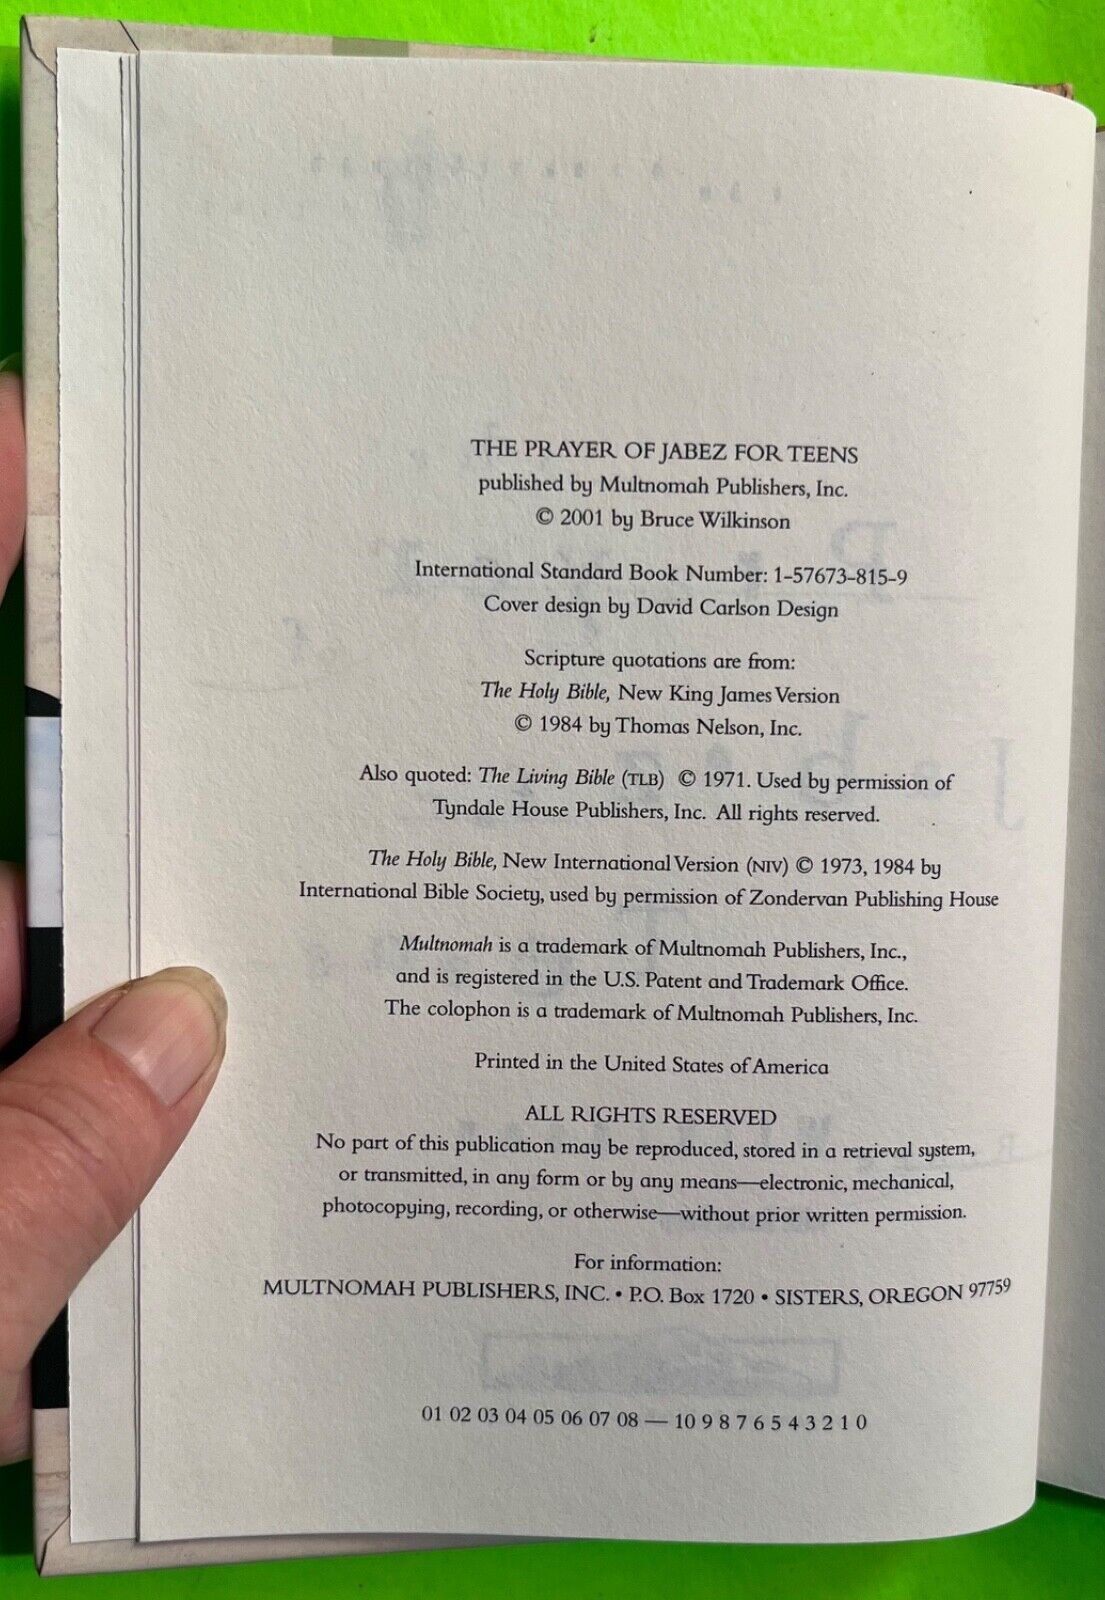 THE PRAYER OF JABEZ FOR TEENS
published by Multnomah Publishers, Inc.
© 2001 by Bruce Wilkinson
International Standard Book Number: 1-57673-815-9
Cover design by David Carlson Design
Scripture quotations are from:
The Holy Bible, New King James Version
© 1984 by Thomas Nelson, Inc.
Also quoted: The Living Bible (TLB) © 1971. Used by permission of
Tyndale House Publishers, Inc. All rights reserved.
The Holy Bible, New International Version (NIV) © 1973, 1984 by
International Bible Society, used by permission of Zondervan Publishing House
Multnomah is a trademark of Multnomah Publishers, Inc.,
and is registered in the U.S. Patent and Trademark Office.
The colophon is a trademark of Multnomah Publishers, Inc.
Printed in the United States of America
ALL RIGHTS RESERVED
No part of this publication may be reproduced, stored in a retrieval system,
or transmitted, in any form or by any means—electronic, mechanical,
photocopying, recording, or otherwise—without prior written permission.
For information:
MULTNOMAH PUBLISHERS, INC. • P.O. Box 1720 • SISTERS, OREGON 97759
01 02 03 04 05 06 07 08 — 10 9 8 7 6 5 4 3 2 1 0